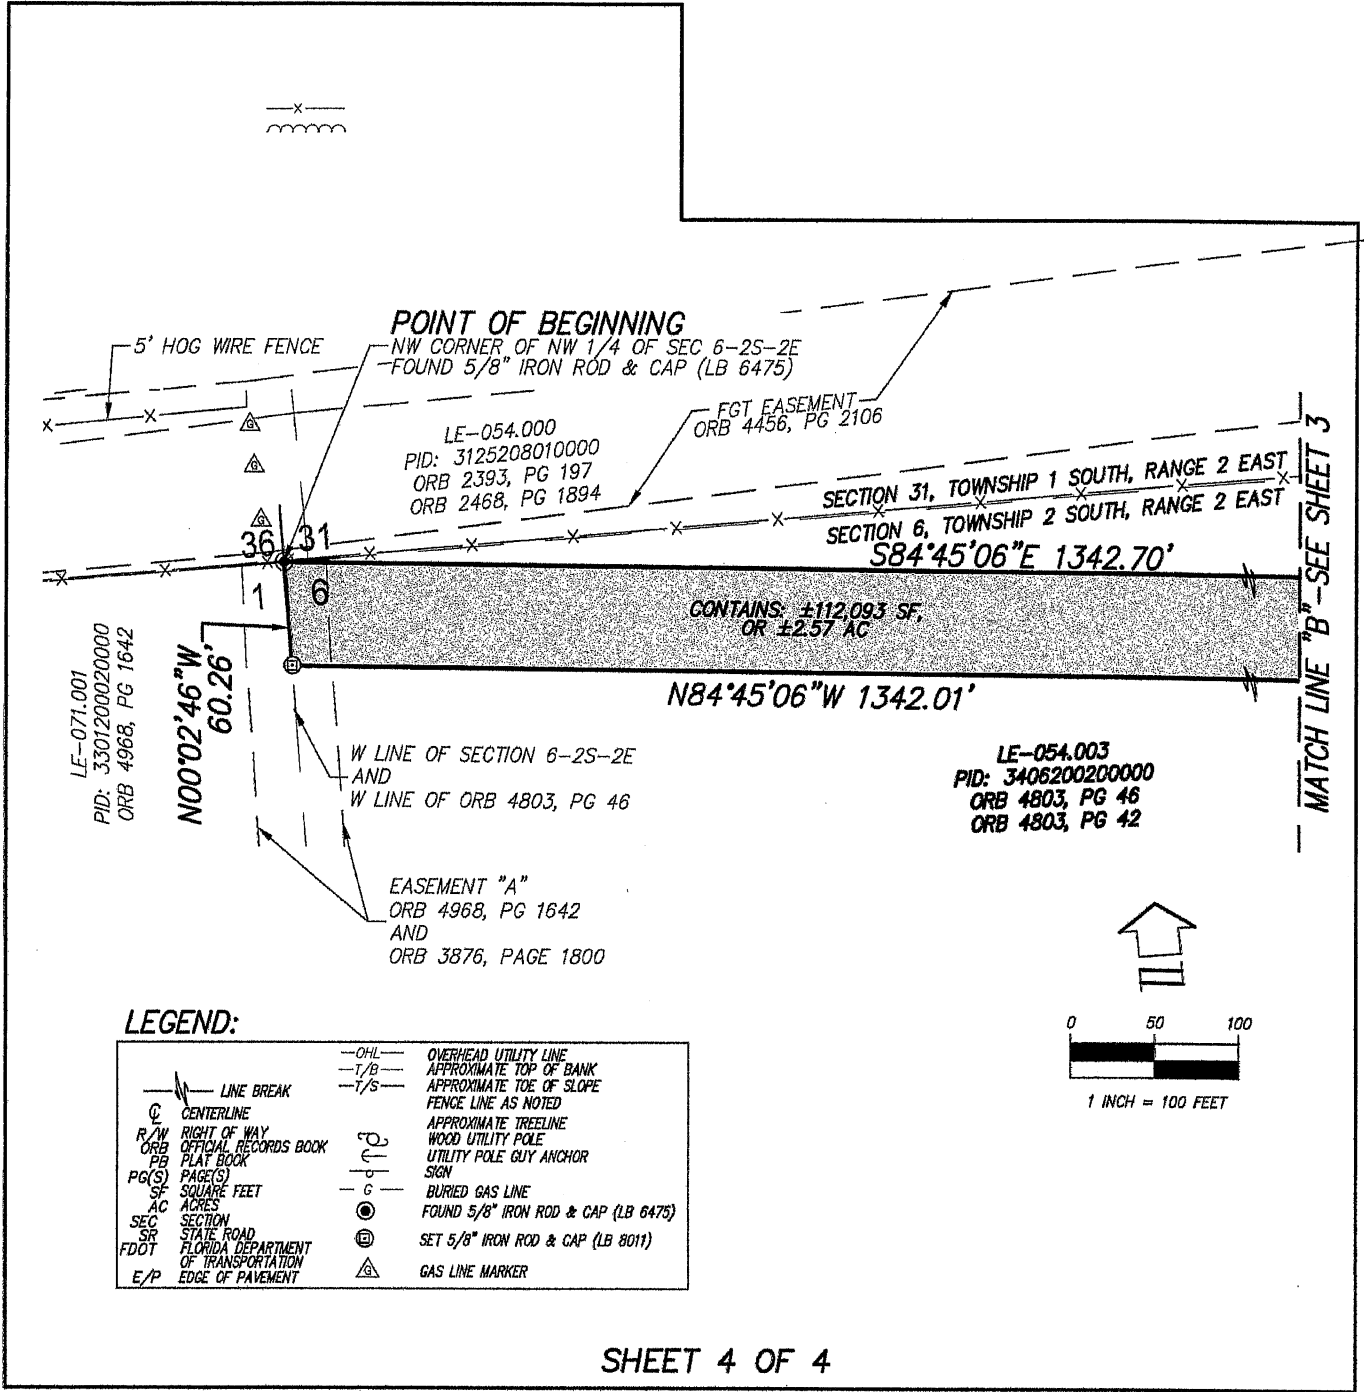 POINT OF BEGINNING
NW CORNER OF NW 1/4 OF SEC 6-2S-2E
FOUND 5/8" IRON ROD & CAP (LB 6475)
5' HOG WIRE FENCE
FGT EASEMENT
ORB 4456, PG 2106
LE-054.000
PID: 3125208010000
ORB 2393, PG 197
ORB 2468, PG 1894
G
G
G
SECTION 31, TOWNSHIP 1 SOUTH, RANGE 2 EAST
SECTION 6, TOWNSHIP 2 SOUTH, RANGE 2 EAST
36 31
1 6
S84°45'06"E 1342.70'
CONTAINS: ±112,093 SF,
OR ±2.57 AC
MATCH LINE "B"-SEE SHEET 3
LE-071.001
PID: 3301200020000
ORB 4968, PG 1642
N00°02'46"W
60.26'
N84°45'06"W 1342.01'
W LINE OF SECTION 6-2S-2E
AND
W LINE OF ORB 4803, PG 46
LE-054.003
PID: 3406200200000
ORB 4803, PG 46
ORB 4803, PG 42
EASEMENT "A"
ORB 4968, PG 1642
AND
ORB 3876, PAGE 1800
0 50 100
1 INCH = 100 FEET
LEGEND:
LINE BREAK
CENTERLINE
R/W RIGHT OF WAY
ORB OFFICIAL RECORDS BOOK
PB PLAT BOOK
PG(S) PAGE(S)
SF SQUARE FEET
AC ACRES
SEC SECTION
SR STATE ROAD
FDOT FLORIDA DEPARTMENT
OF TRANSPORTATION
E/P EDGE OF PAVEMENT
OHL OVERHEAD UTILITY LINE
T/B APPROXIMATE TOP OF BANK
T/S APPROXIMATE TOE OF SLOPE
FENCE LINE AS NOTED
APPROXIMATE TREELINE
WOOD UTILITY POLE
UTILITY POLE GUY ANCHOR
SIGN
G BURIED GAS LINE
FOUND 5/8" IRON ROD & CAP (LB 6475)
SET 5/8" IRON ROD & CAP (LB 8011)
G GAS LINE MARKER
SHEET 4 OF 4